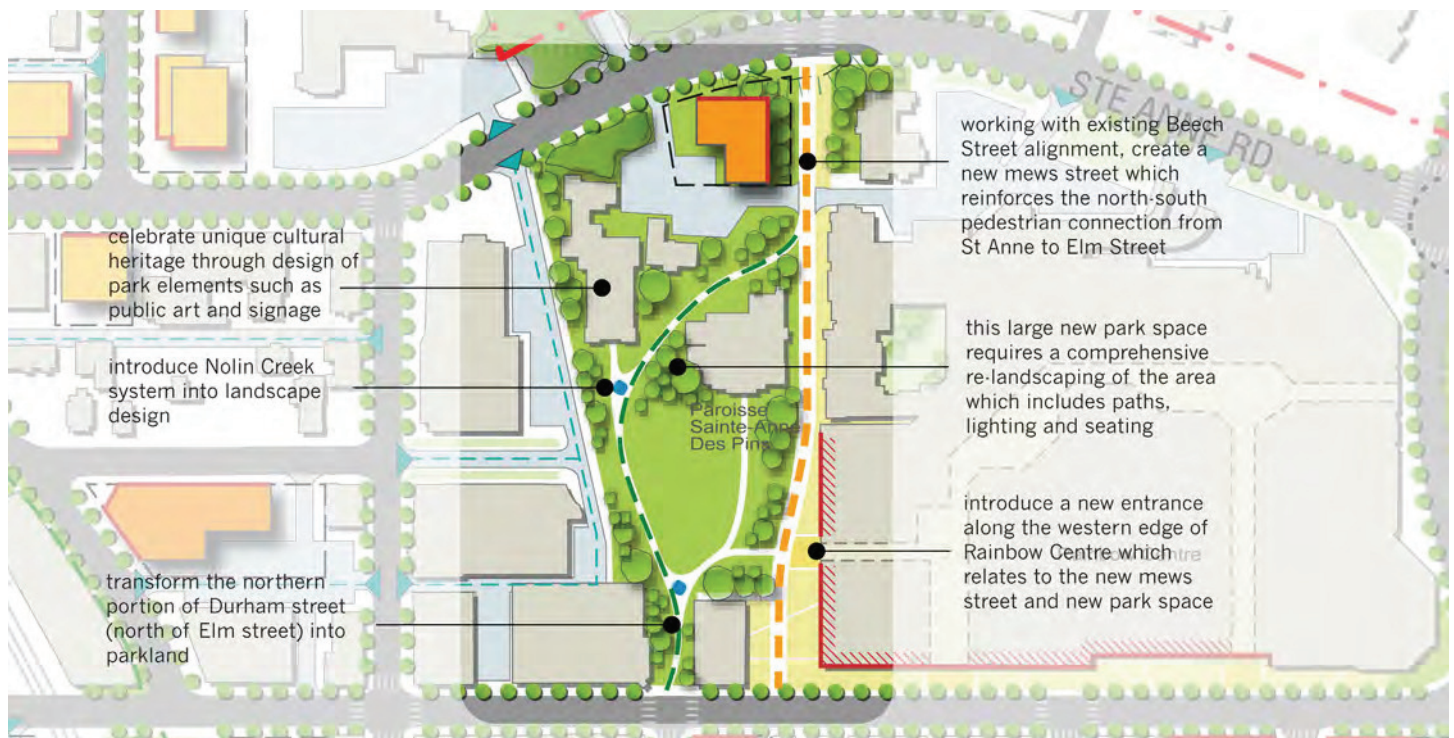 STE ANNE RD
working with existing Beech
Street alignment, create a
new mews street which
reinforces the north-south
pedestrian connection from
St Anne to Elm Street
celebrate unique cultural
heritage through design of
park elements such as
public art and signage
this large new park space
requires a comprehensive
re-landscaping of the area
which includes paths,
lighting and seating
introduce Nolin Creek
system into landscape
design
Paroisse
Sainte-Anne
Des Pins
introduce a new entrance
along the western edge of
Rainbow Centre which
relates to the new mews
street and new park space
transform the northern
portion of Durham street
(north of Elm street) into
parkland